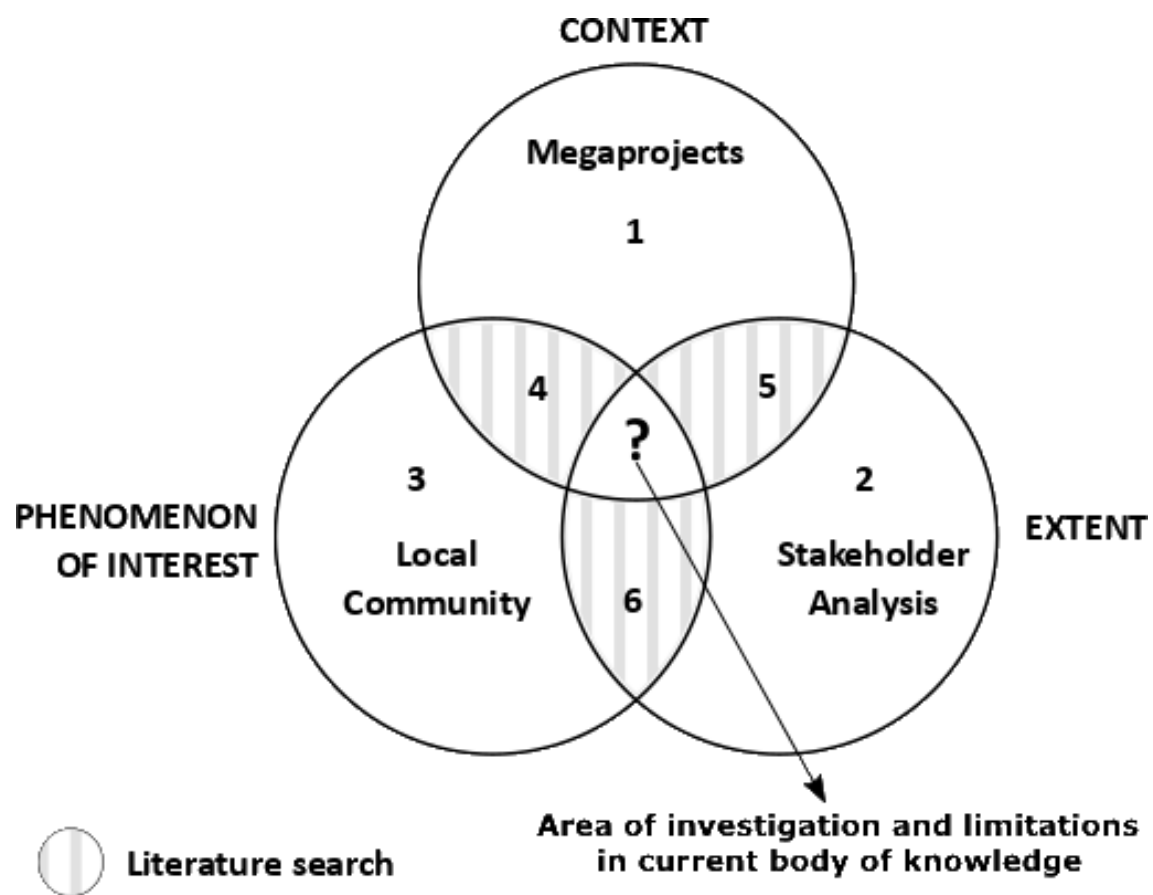 CONTEXT
Megaprojects
1
4
5
?
3
2
PHENOMENON
OF INTEREST
EXTENT
Local
Community
Stakeholder
Analysis
6
Area of investigation and limitations
in current body of knowledge
Literature search